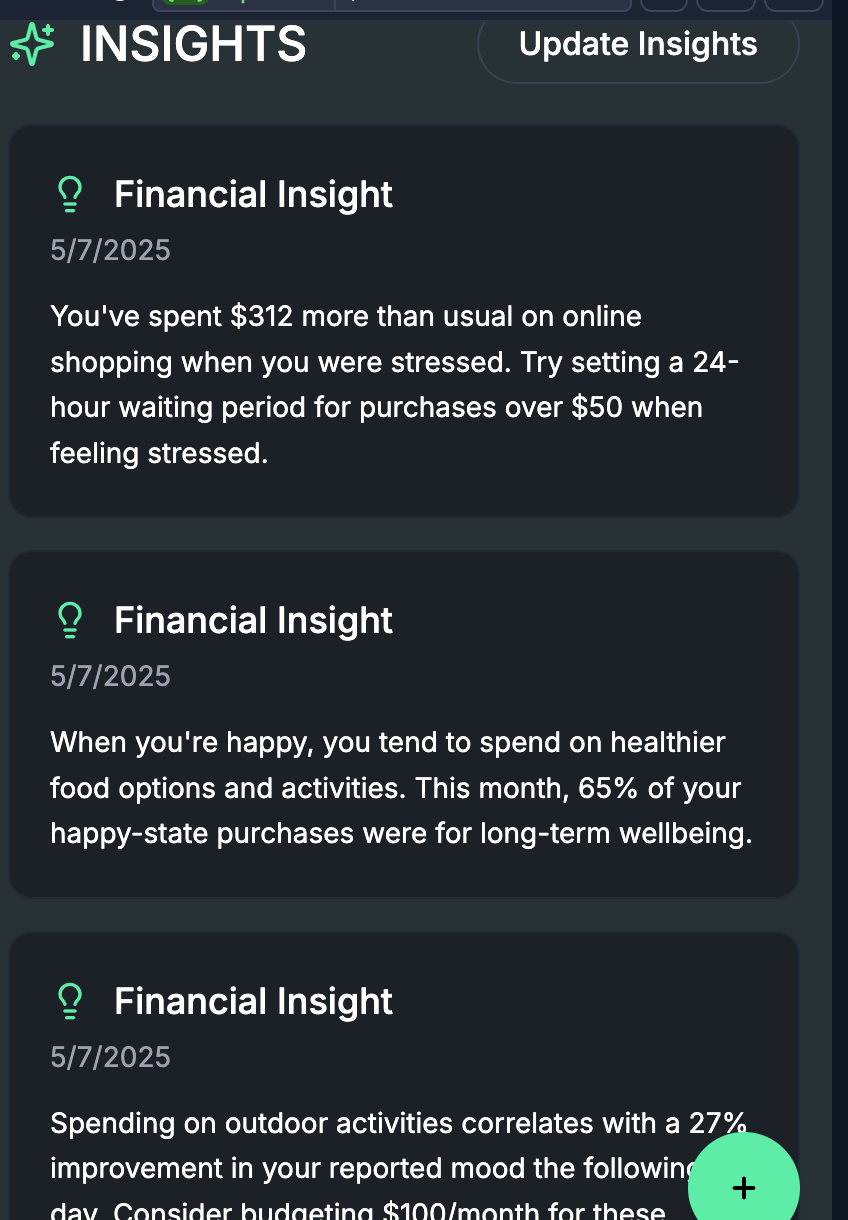 INSIGHTS
Update Insights
Financial Insight
5/7/2025
You've spent $312 more than usual on online
shopping when you were stressed. Try setting a 24-
hour waiting period for purchases over $50 when
feeling stressed.
Financial Insight
5/7/2025
When you're happy, you tend to spend on healthier
food options and activities. This month, 65% of your
happy-state purchases were for long-term wellbeing.
Financial Insight
5/7/2025
Spending on outdoor activities correlates with a 27%
improvement in your reported mood the following
day. Consider budgeting $100/month for these
+